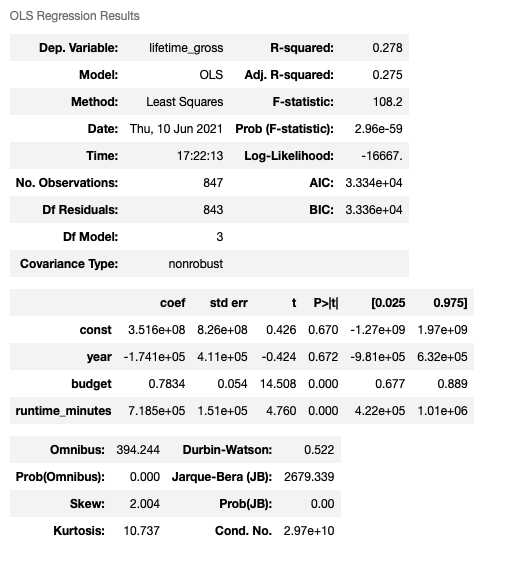 OLS Regression Results
Dep. Variable: lifetime_gross R-squared: 0.278
Model: OLS Adj. R-squared: 0.275
Method: Least Squares F-statistic: 108.2
Date: Thu, 10 Jun 2021 Prob (F-statistic): 2.96e-59
Time: 17:22:13 Log-Likelihood: -16667.
No. Observations: 847 AIC: 3.334e+04
Df Residuals: 843 BIC: 3.336e+04
Df Model: 3
Covariance Type: nonrobust
coef std err t P>|t| [0.025 0.975]
const 3.516e+08 8.26e+08 0.426 0.670 -1.27e+09 1.97e+09
year -1.741e+05 4.11e+05 -0.424 0.672 -9.81e+05 6.32e+05
budget 0.7834 0.054 14.508 0.000 0.677 0.889
runtime_minutes 7.185e+05 1.51e+05 4.760 0.000 4.22e+05 1.01e+06
Omnibus: 394.244 Durbin-Watson: 0.522
Prob(Omnibus): 0.000 Jarque-Bera (JB): 2679.339
Skew: 2.004 Prob(JB): 0.00
Kurtosis: 10.737 Cond. No. 2.97e+10